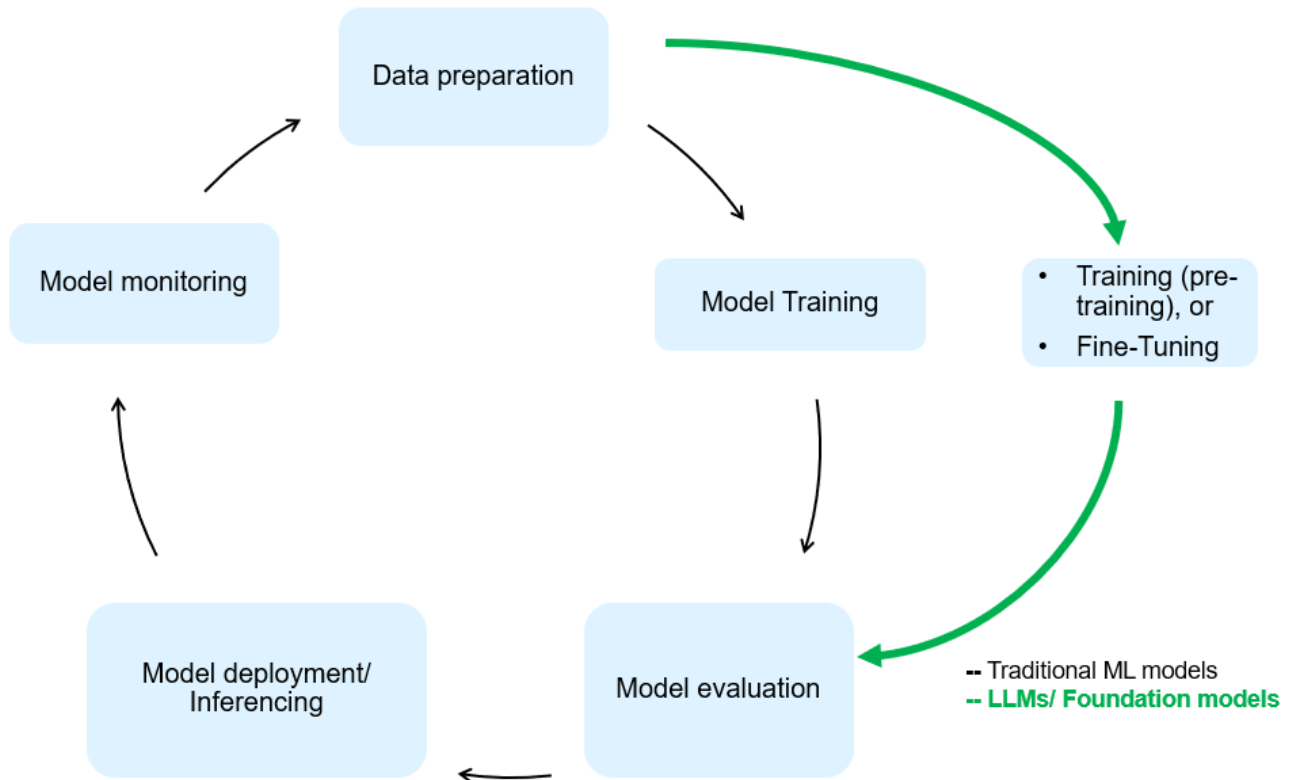 Data preparation
Model monitoring
Model Training
• Training (pre-
training), or
• Fine-Tuning
Model deployment/
Inferencing
Model evaluation
-- Traditional ML models
-- LLMs/ Foundation models